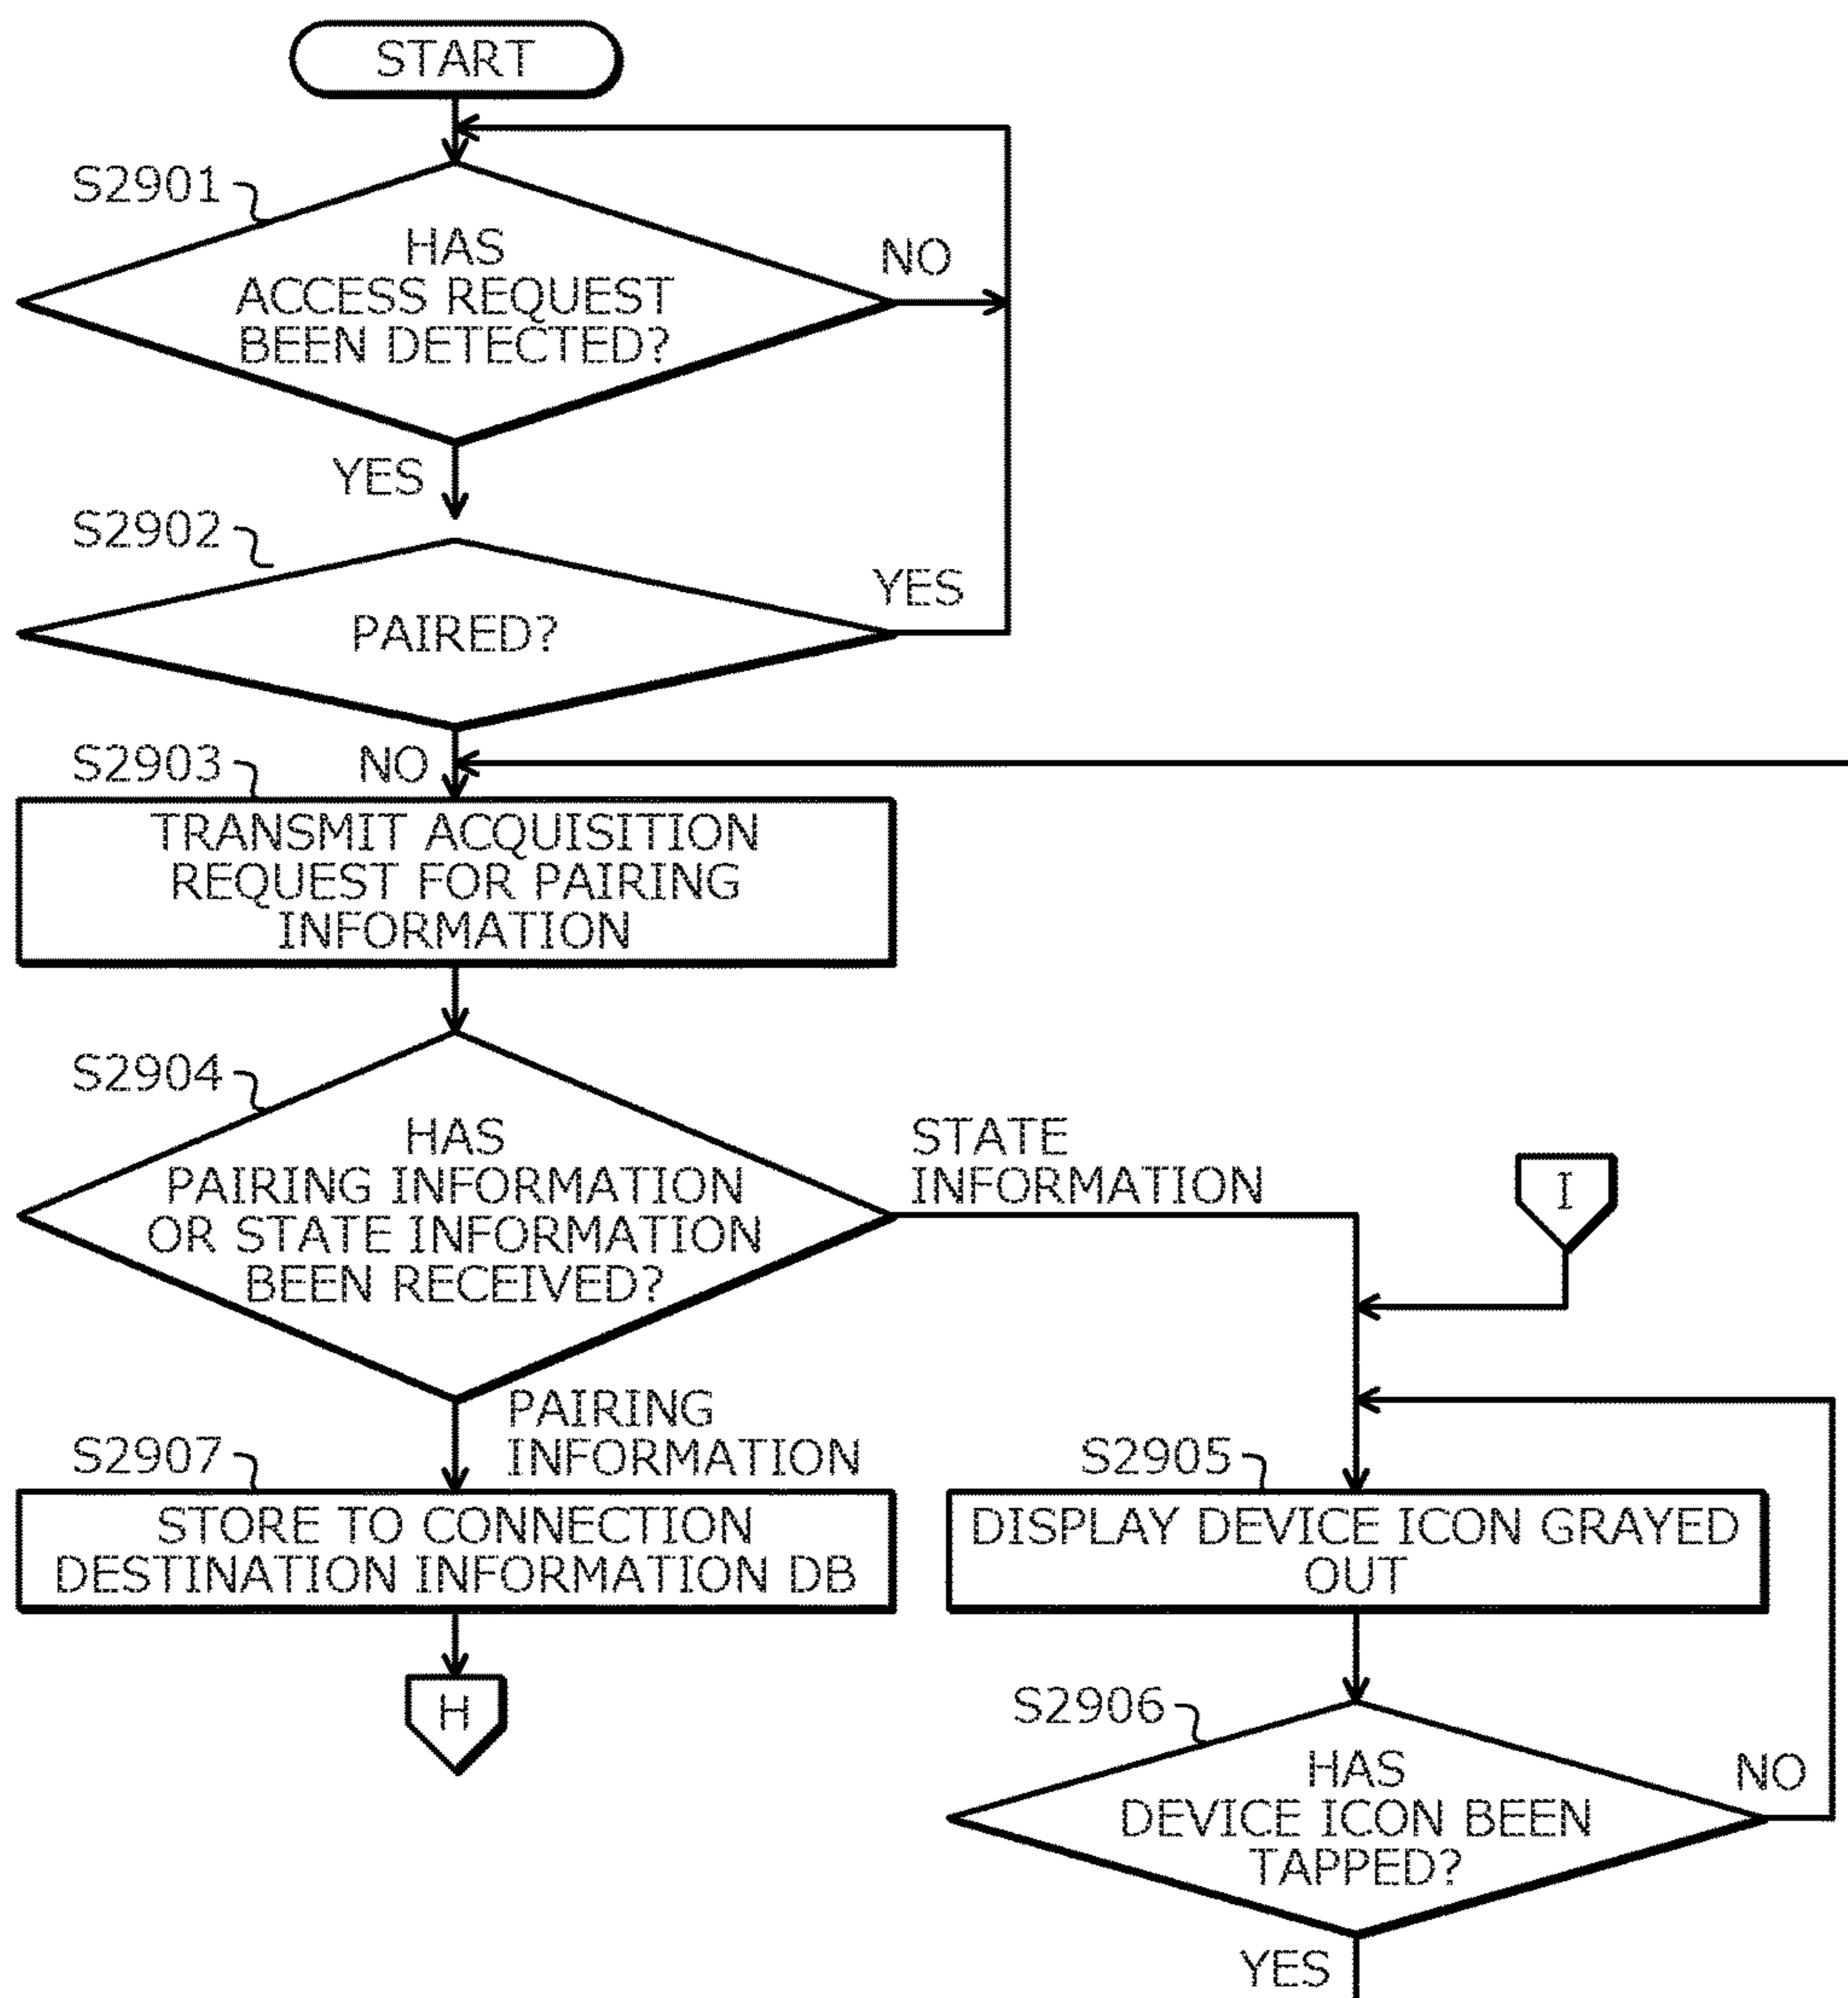 START
S2901
HAS
ACCESS REQUEST
BEEN DETECTED?
NO
YES
S2902
PAIRED?
YES
NO
S2903
TRANSMIT ACQUISITION
REQUEST FOR PAIRING
INFORMATION
S2904
HAS
PAIRING INFORMATION
OR STATE INFORMATION
BEEN RECEIVED?
STATE
INFORMATION
I
PAIRING
INFORMATION
S2907
STORE TO CONNECTION
DESTINATION INFORMATION DB
H
S2905
DISPLAY DEVICE ICON GRAYED
OUT
S2906
HAS
DEVICE ICON BEEN
TAPPED?
NO
YES